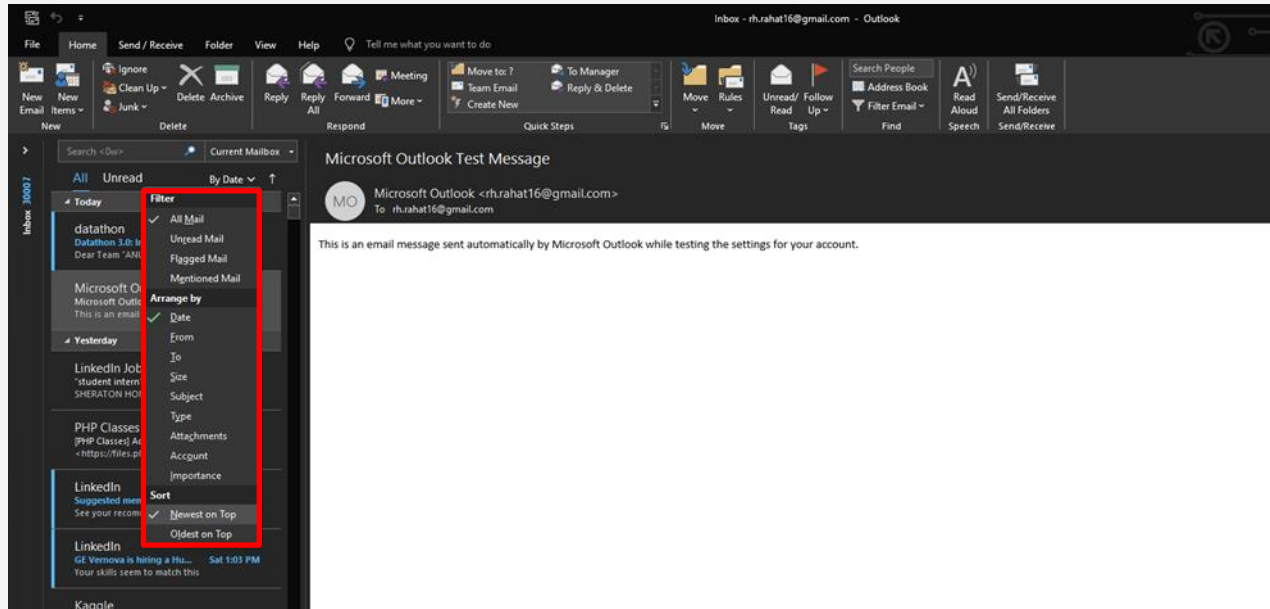 Inbox - rh.rahat16@gmail.com - Outlook
File Home Send / Receive Folder View Help Tell me what you want to do
New Email
New Items
Ignore
Clean Up
Junk
Delete Archive
Reply Reply All Forward
Meeting
More
Move to: ? To Manager
Team Email Reply & Delete
Create New
Move Rules
Unread/ Read Follow Up
Search People
Address Book
Filter Email
Read Aloud
Send/Receive All Folders
New Delete Respond Quick Steps Move Tags Find Speech Send/Receive
Inbox 30007
Search Current Mailbox
All Unread By Date
Today
datathon
Datathon 3.0:
Dear Team
Microsoft
Microsoft
This is an email
Yesterday
LinkedIn Job
"student intern
SHERATON
PHP Classes
[PHP Classes]
LinkedIn
Suggested
See your
LinkedIn
GE Vernova is hiring a Hu... Sat 1:03 PM
Your skills seem to match this
Kaggle
Filter
All Mail
Unread Mail
Flagged Mail
Mentioned Mail
Arrange by
Date
From
To
Size
Subject
Type
Attachments
Account
Importance
Sort
Newest on Top
Oldest on Top
Microsoft Outlook Test Message
MO
Microsoft Outlook <rh.rahat16@gmail.com>
To rh.rahat16@gmail.com
This is an email message sent automatically by Microsoft Outlook while testing the settings for your account.